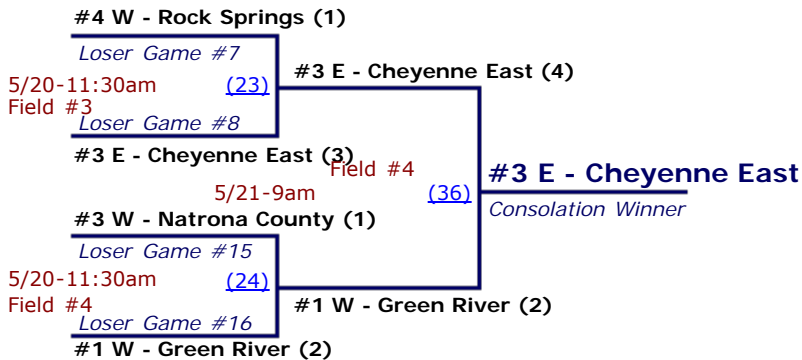 #4 W - Rock Springs (1)
Loser Game #7
5/20-11:30am
(23)
Field #3
Loser Game #8
#3 E - Cheyenne East (3)
#3 E - Cheyenne East (4)
Field #4
5/21-9am
(36)
#3 E - Cheyenne East
Consolation Winner
#3 W - Natrona County (1)
Loser Game #15
5/20-11:30am
(24)
Field #4
Loser Game #16
#1 W - Green River (2)
#1 W - Green River (2)